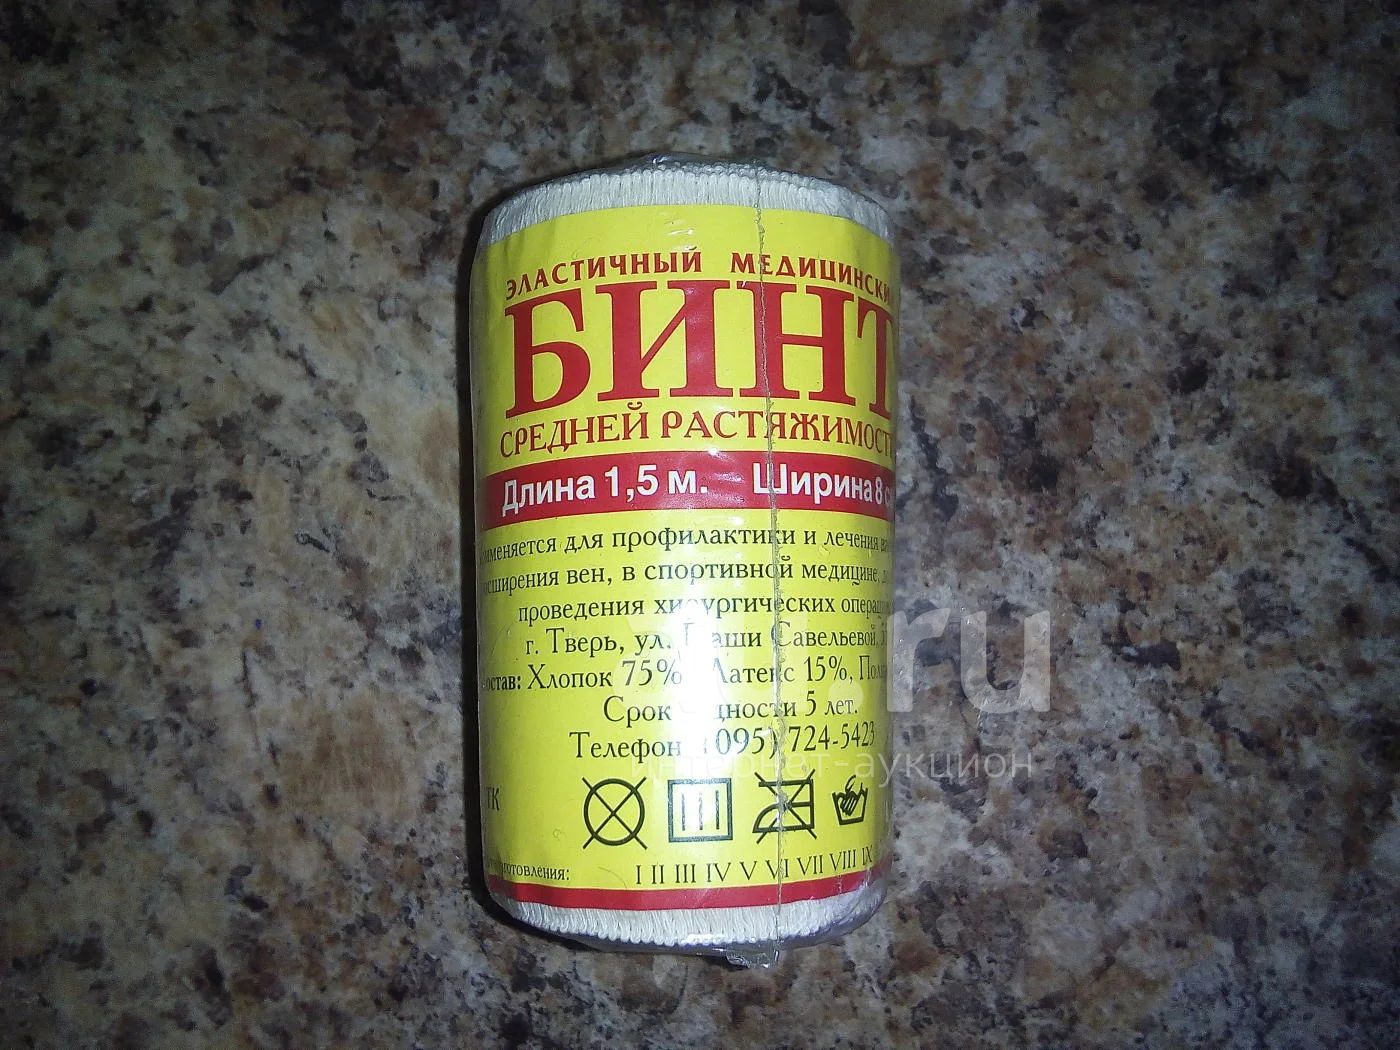 ЭЛАСТИЧНЫЙ МЕДИЦИНСКИ
БИНТ
СРЕДНЕЙ РАСТЯЖИМОСТ
Длина 1,5 м. Ширина 8 с
для профилактики и лечения
вен, в спортивной медицине,
проведения хирургических
г. Тверь, ул. Савельевой,
Хлопок 75% Латекс 15%,
Срок 5 лет.
Телефон (095) 724-5423
I II III IV V VI VII VIII IX
.ru
интернет-аукцион